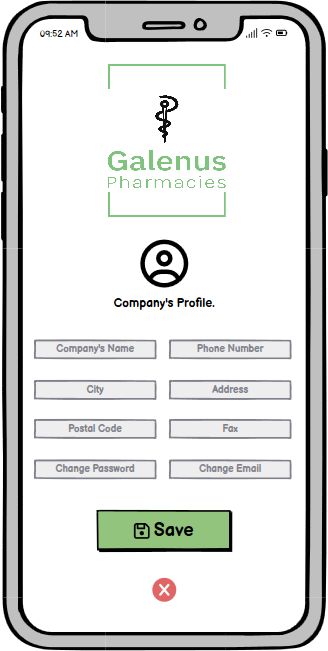 09:52 AM
Galenus
Pharmacies
Company's Profile.
Company's Name
Phone Number
City
Address
Postal Code
Fax
Change Password
Change Email
Save
X